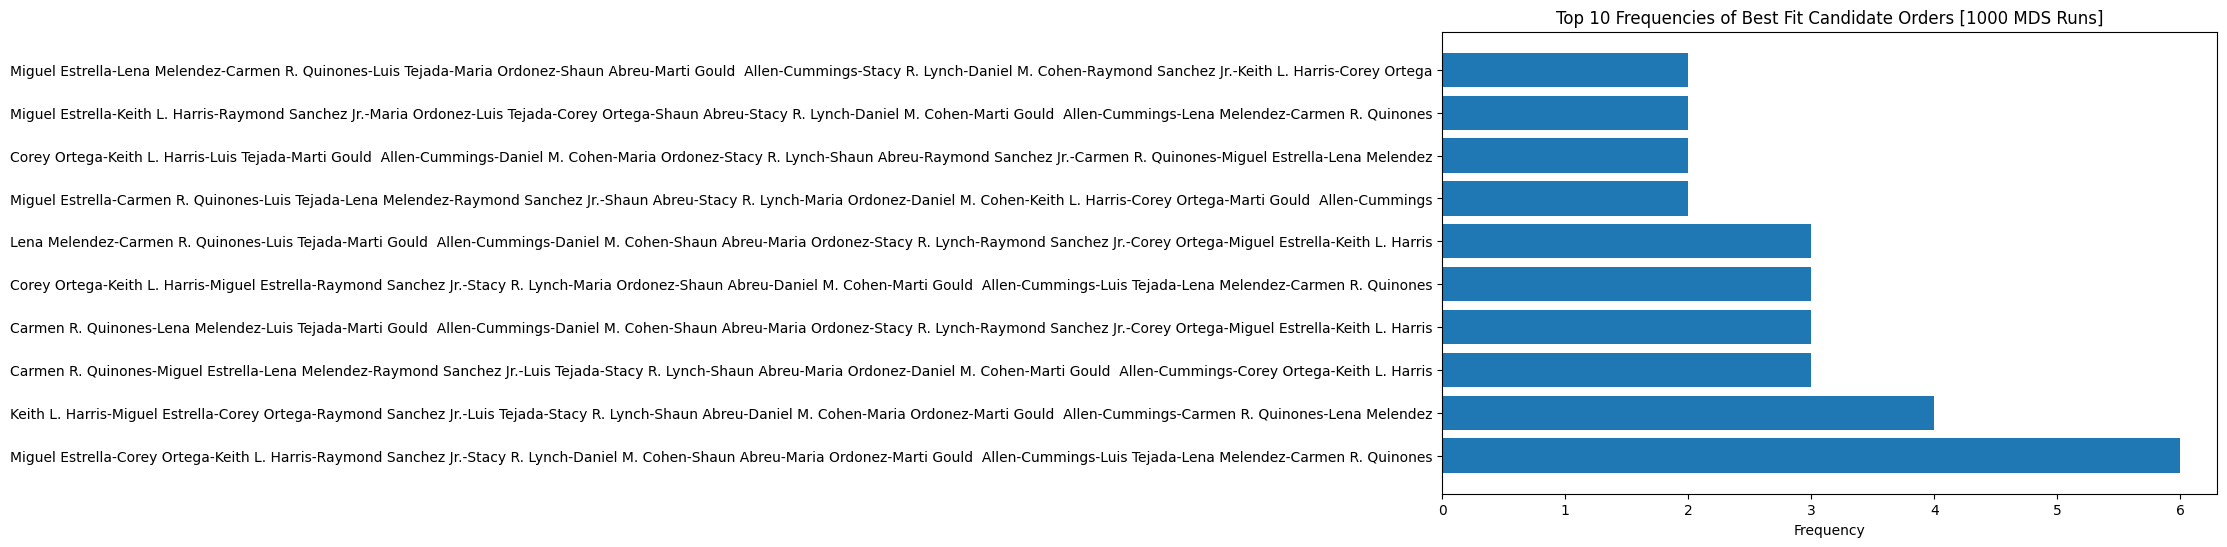 Top 10 Frequencies of Best Fit Candidate Orders [1000 MDS Runs]
Miguel Estrella-Lena Melendez-Carmen R. Quinones-Luis Tejada-Maria Ordonez-Shaun Abreu-Marti Gould  Allen-Cummings-Stacy R. Lynch-Daniel M. Cohen-Raymond Sanchez Jr.-Keith L. Harris-Corey Ortega
Miguel Estrella-Keith L. Harris-Raymond Sanchez Jr.-Maria Ordonez-Luis Tejada-Corey Ortega-Shaun Abreu-Stacy R. Lynch-Daniel M. Cohen-Marti Gould  Allen-Cummings-Lena Melendez-Carmen R. Quinones
Corey Ortega-Keith L. Harris-Luis Tejada-Marti Gould  Allen-Cummings-Daniel M. Cohen-Maria Ordonez-Stacy R. Lynch-Shaun Abreu-Raymond Sanchez Jr.-Carmen R. Quinones-Miguel Estrella-Lena Melendez
Miguel Estrella-Carmen R. Quinones-Luis Tejada-Lena Melendez-Raymond Sanchez Jr.-Shaun Abreu-Stacy R. Lynch-Maria Ordonez-Daniel M. Cohen-Keith L. Harris-Corey Ortega-Marti Gould  Allen-Cummings
Lena Melendez-Carmen R. Quinones-Luis Tejada-Marti Gould  Allen-Cummings-Daniel M. Cohen-Shaun Abreu-Maria Ordonez-Stacy R. Lynch-Raymond Sanchez Jr.-Corey Ortega-Miguel Estrella-Keith L. Harris
Corey Ortega-Keith L. Harris-Miguel Estrella-Raymond Sanchez Jr.-Stacy R. Lynch-Maria Ordonez-Shaun Abreu-Daniel M. Cohen-Marti Gould  Allen-Cummings-Luis Tejada-Lena Melendez-Carmen R. Quinones
Carmen R. Quinones-Lena Melendez-Luis Tejada-Marti Gould  Allen-Cummings-Daniel M. Cohen-Shaun Abreu-Maria Ordonez-Stacy R. Lynch-Raymond Sanchez Jr.-Corey Ortega-Miguel Estrella-Keith L. Harris
Carmen R. Quinones-Miguel Estrella-Lena Melendez-Raymond Sanchez Jr.-Luis Tejada-Stacy R. Lynch-Shaun Abreu-Maria Ordonez-Daniel M. Cohen-Marti Gould  Allen-Cummings-Corey Ortega-Keith L. Harris
Keith L. Harris-Miguel Estrella-Corey Ortega-Raymond Sanchez Jr.-Luis Tejada-Stacy R. Lynch-Shaun Abreu-Daniel M. Cohen-Maria Ordonez-Marti Gould  Allen-Cummings-Carmen R. Quinones-Lena Melendez
Miguel Estrella-Corey Ortega-Keith L. Harris-Raymond Sanchez Jr.-Stacy R. Lynch-Daniel M. Cohen-Shaun Abreu-Maria Ordonez-Marti Gould  Allen-Cummings-Luis Tejada-Lena Melendez-Carmen R. Quinones
0 1 2 3 4 5 6
Frequency